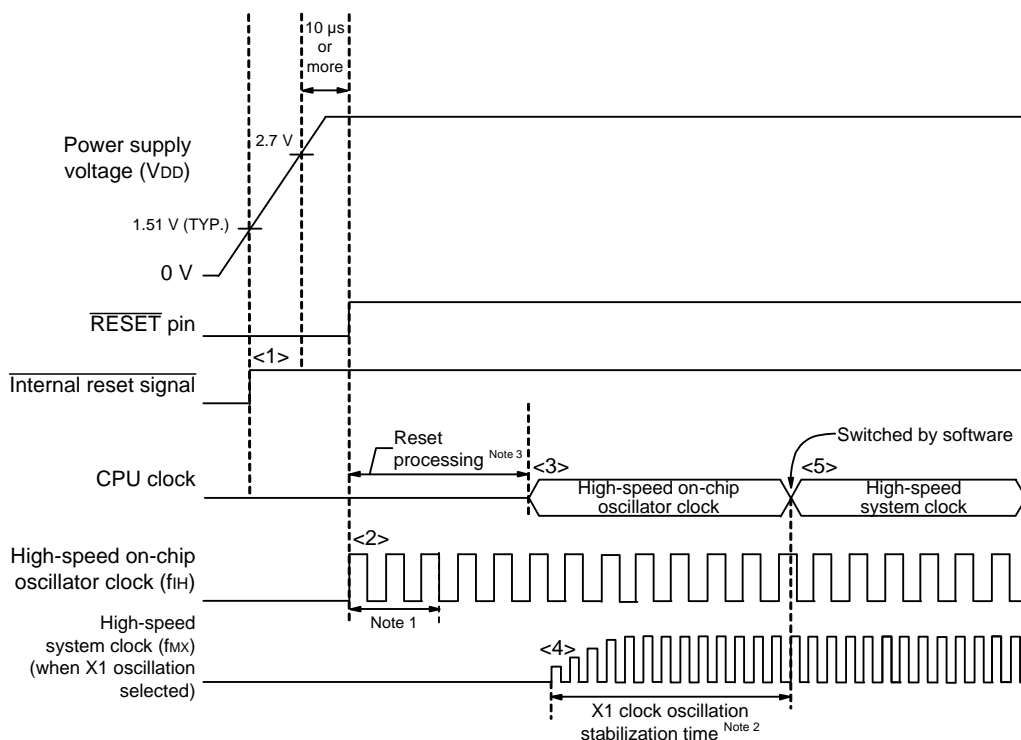 10 µs
or
more
Power supply
voltage (VDD)
2.7 V
1.51 V (TYP.)
0 V
RESET pin
<1>
Internal reset signal
Reset
processing Note 3
Switched by software
CPU clock
<3>
<5>
High-speed on-chip
oscillator clock
High-speed
system clock
<2>
High-speed on-chip
oscillator clock (fIH)
Note 1
High-speed
system clock (fMX)
(when X1 oscillation
selected)
<4>
X1 clock oscillation
stabilization time Note 2